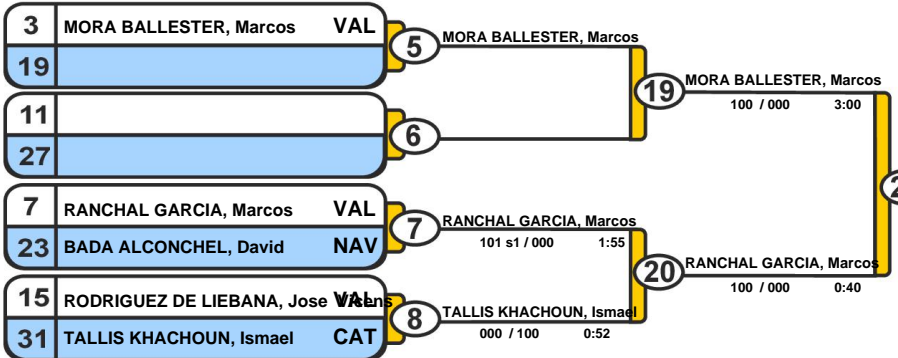 3 MORA BALLESTER, Marcos VAL
19
5 MORA BALLESTER, Marcos
11
27
6
19 MORA BALLESTER, Marcos
100 / 000 3:00
7 RANCHAL GARCIA, Marcos VAL
23 BADA ALCONCHEL, David NAV
7 RANCHAL GARCIA, Marcos
101 s1 / 000 1:55
15 RODRIGUEZ DE LIEBANA, Jose Vicens VAL
31 TALLIS KHACHOUN, Ismael CAT
8 TALLIS KHACHOUN, Ismael
000 / 100 0:52
20 RANCHAL GARCIA, Marcos
100 / 000 0:40